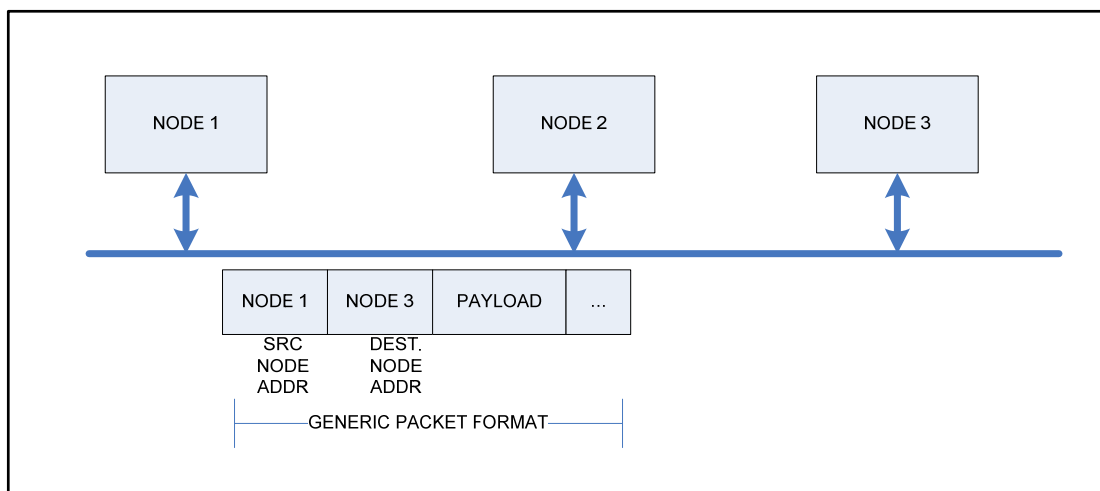 NODE 1
NODE 2
NODE 3
NODE 1
NODE 3
PAYLOAD
...
SRC
NODE
ADDR
DEST.
NODE
ADDR
GENERIC PACKET FORMAT